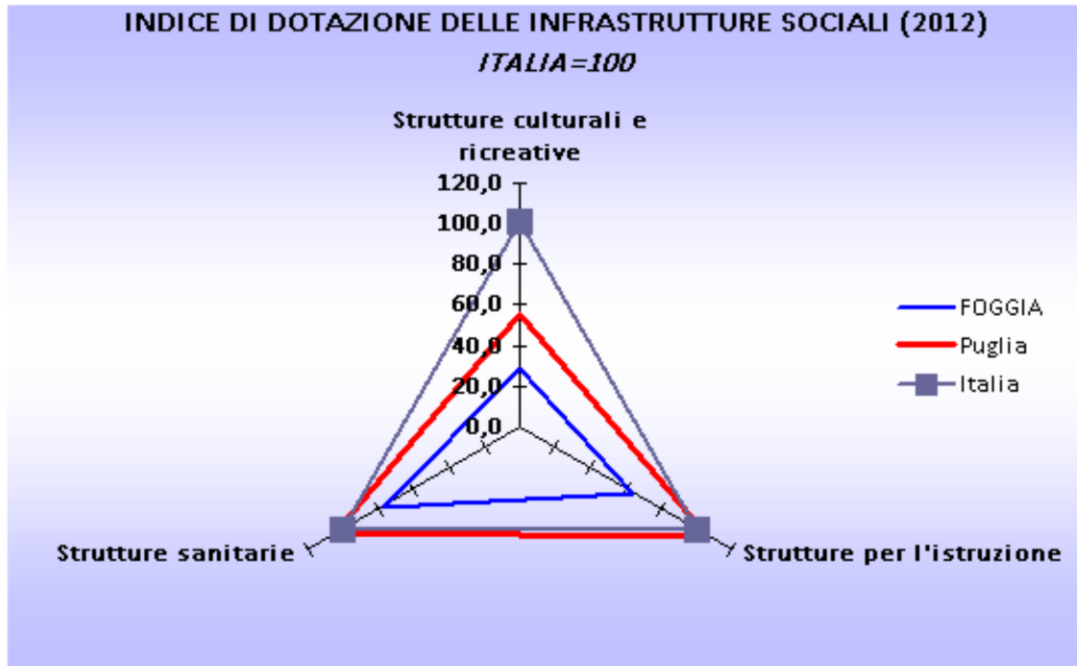 INDICE DI DOTAZIONE DELLE INFRASTRUTTURE SOCIALI (2012)
ITALIA=100
Strutture culturali e
ricreative
120,0
100,0
80,0
60,0
40,0
20,0
0,0
FOGGIA
Puglia
Italia
Strutture sanitarie
Strutture per l'istruzione